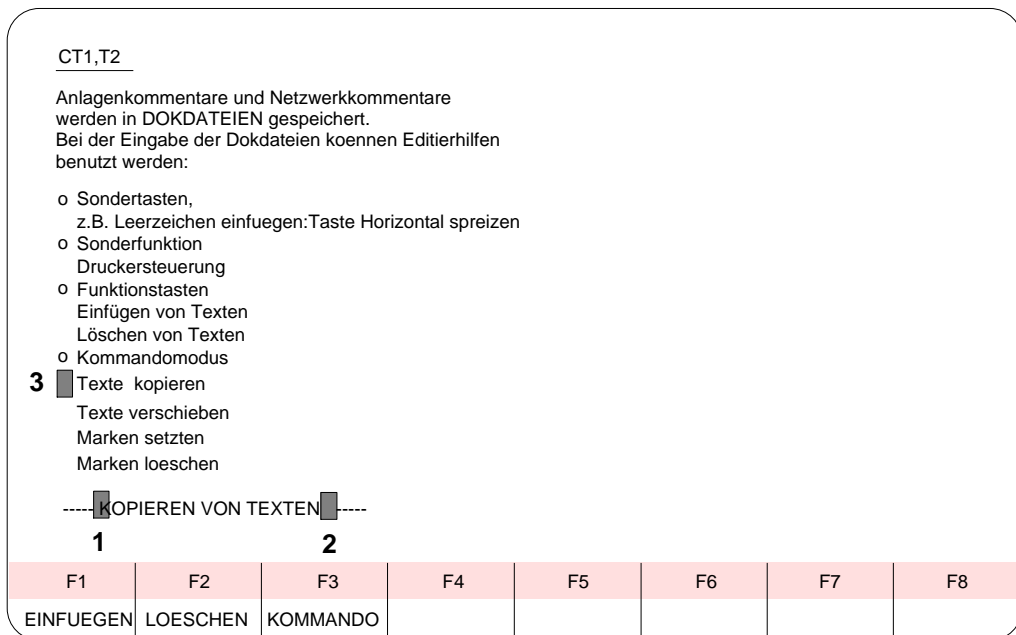 CT1,T2
Anlagenkommentare und Netzwerkkommentare
werden in DOKDATEIEN gespeichert.
Bei der Eingabe der Dokdateien koennen Editierhilfen
benutzt werden:
o Sondertasten,
z.B. Leerzeichen einfuegen:Taste Horizontal spreizen
o Sonderfunktion
Druckersteuerung
o Funktionstasten
Einfügen von Texten
Löschen von Texten
o Kommandomodus
3 Texte kopieren
Texte verschieben
Marken setzten
Marken loeschen
-----KOPIEREN VON TEXTEN-----
1 2
F1 F2 F3 F4 F5 F6 F7 F8
EINFUEGEN LOESCHEN KOMMANDO